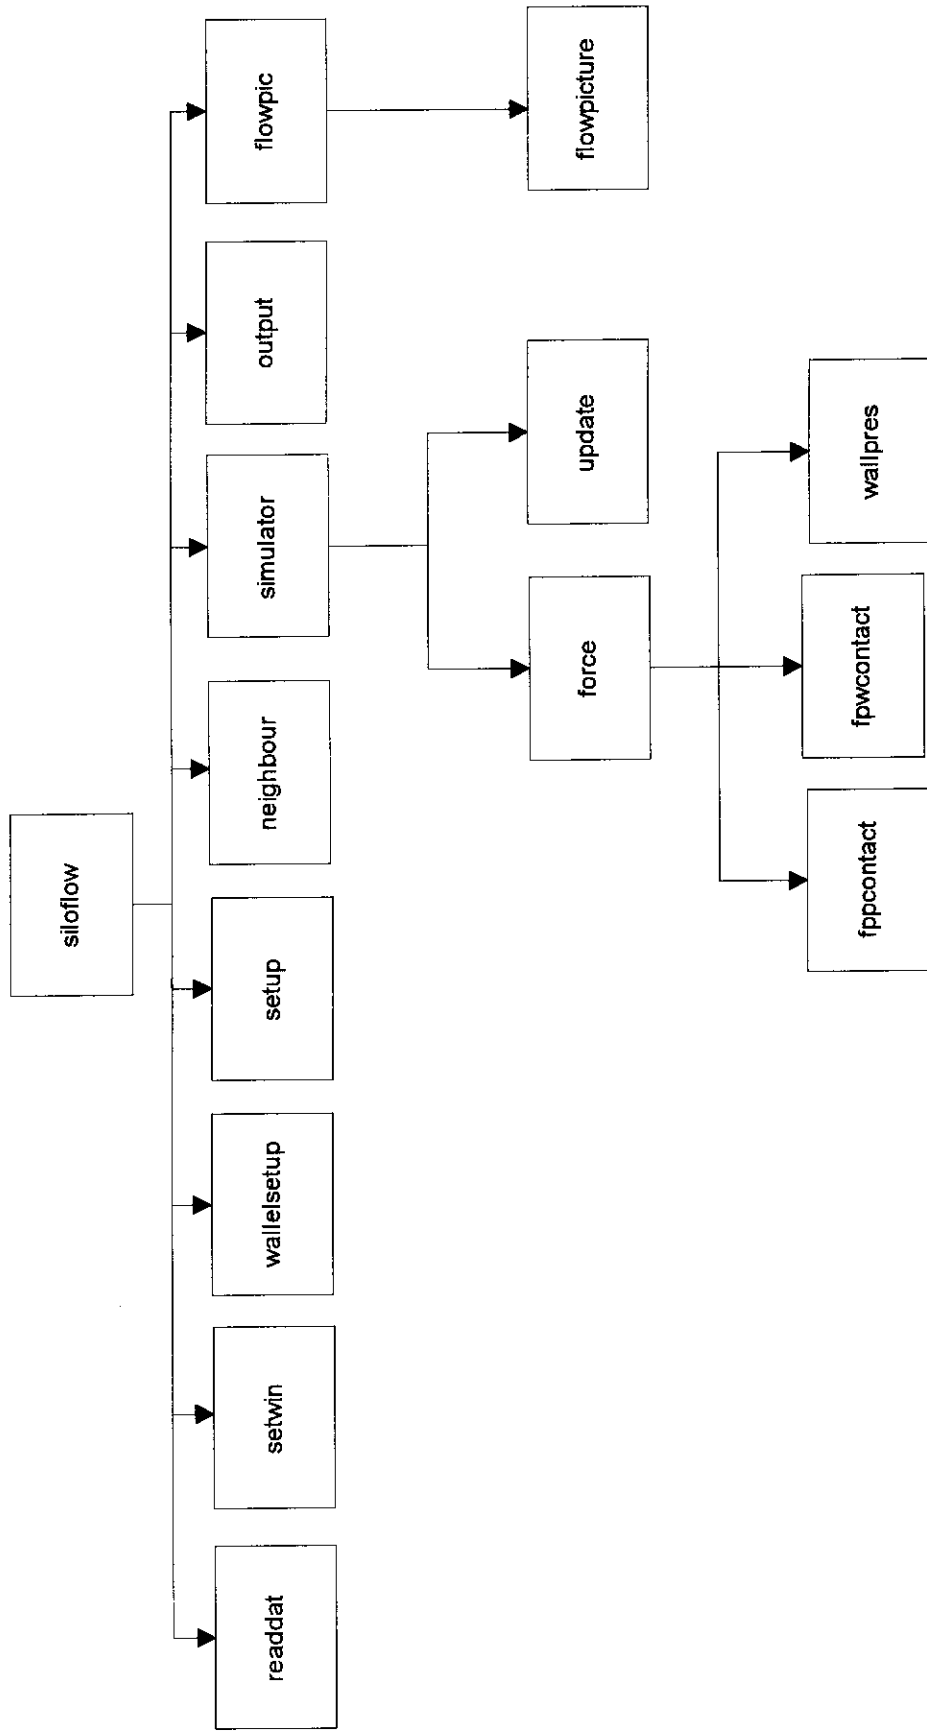 siloflow
readdat
setwin
wallelsetup
setup
neighbour
simulator
output
flowpic
force
update
flowpicture
fppcontact
fpwcontact
wallpres